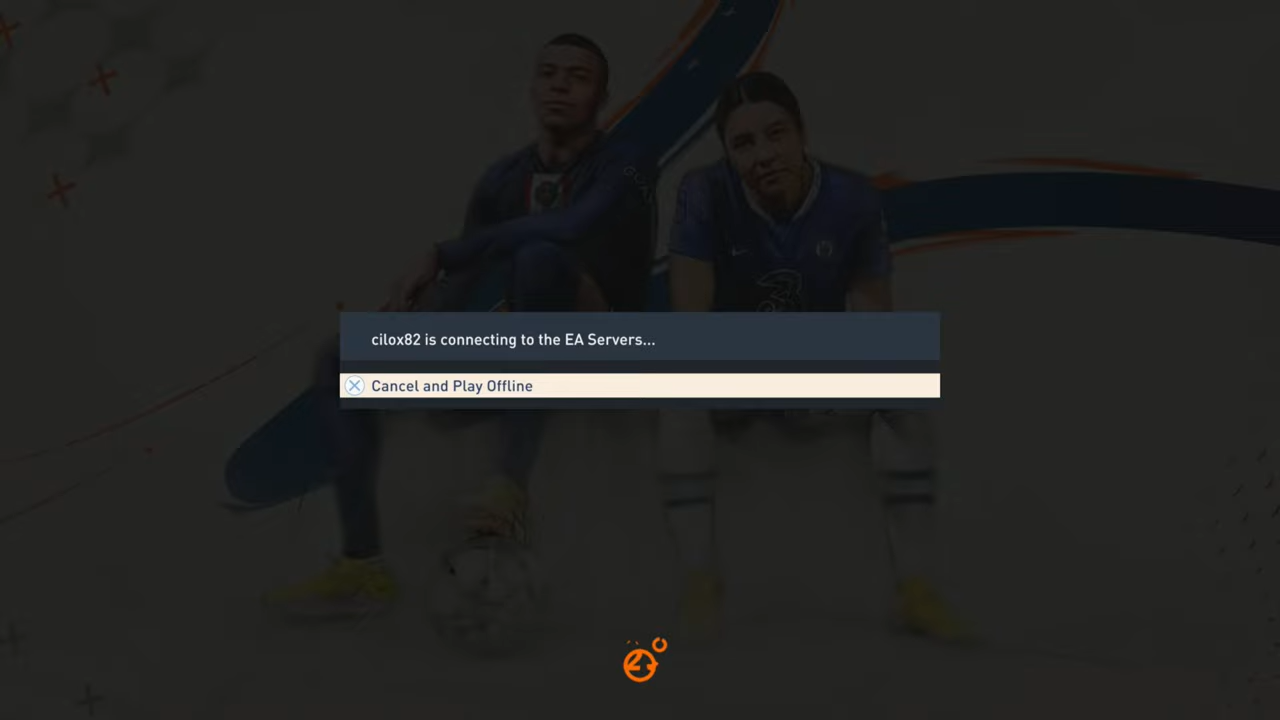 cilox82 is connecting to the EA Servers...
Cancel and Play Offline